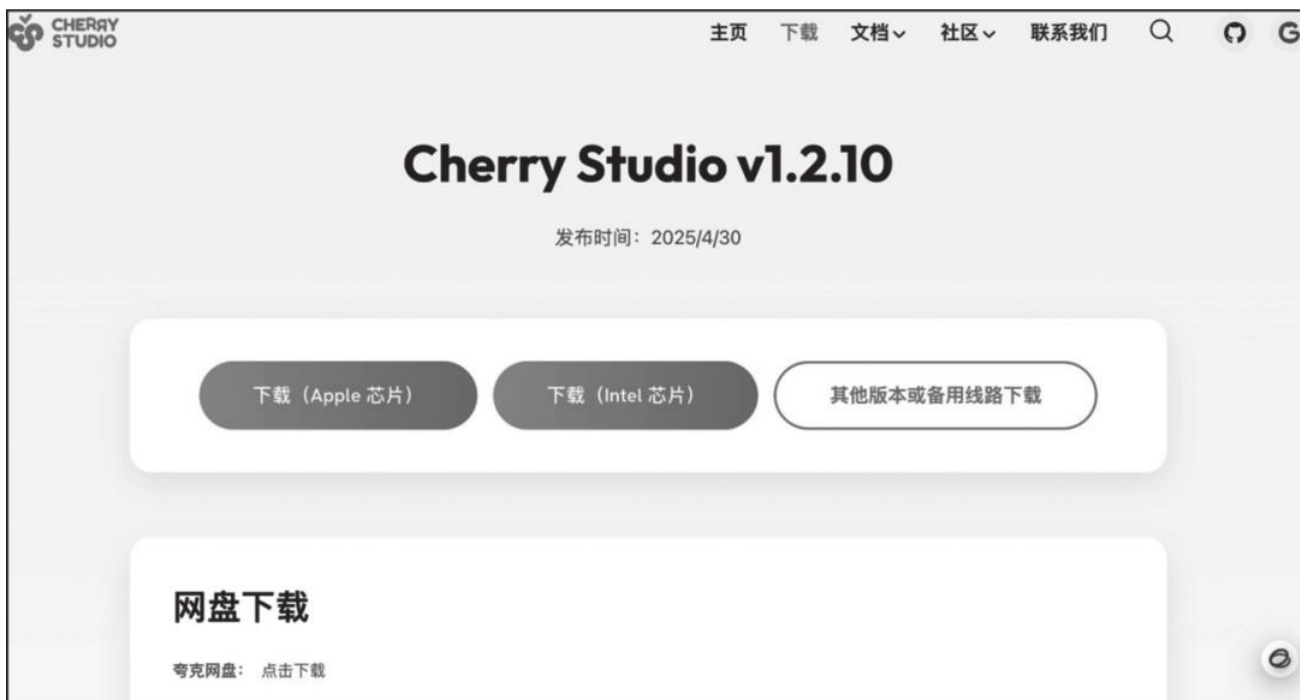 CHERRY
STUDIO
主页 下载 文档 社区 联系我们
Cherry Studio v1.2.10
发布时间：2025/4/30
下载（Apple 芯片） 下载（Intel 芯片） 其他版本或备用线路下载
网盘下载
夸克网盘： 点击下载